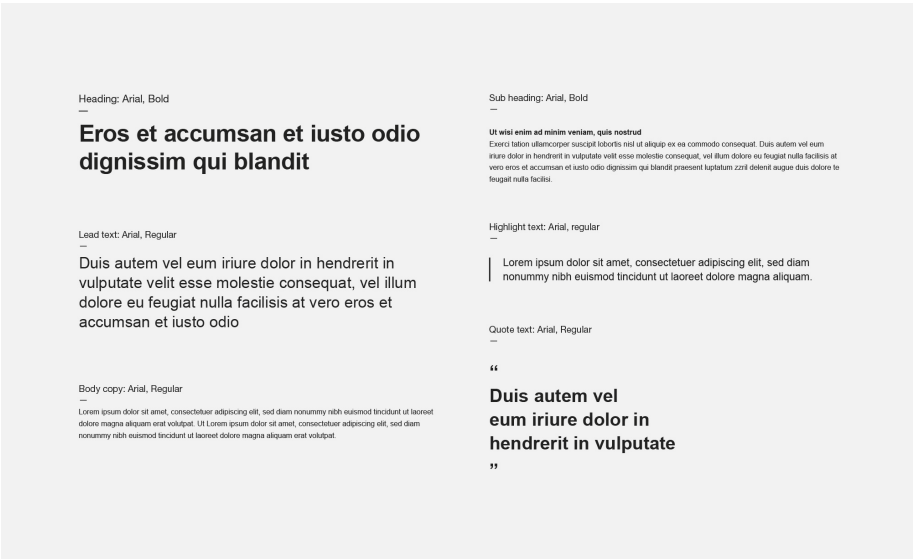 Heading: Arial, Bold
—
Eros et accumsan et iusto odio
dignissim qui blandit
Lead text: Arial, Regular
—
Duis autem vel eum iriure dolor in hendrerit in
vulputate velit esse molestie consequat, vel illum
dolore eu feugiat nulla facilisis at vero eros et
accumsan et iusto odio
Body copy: Arial, Regular
—
Lorem ipsum dolor sit amet, consectetuer adipiscing elit, sed diam nonummy nibh euismod tincidunt ut laoreet
dolore magna aliquam erat volutpat. Ut Lorem ipsum dolor sit amet, consectetuer adipiscing elit, sed diam
nonummy nibh euismod tincidunt ut laoreet dolore magna aliquam erat volutpat.
Sub heading: Arial, Bold
—
Ut wisi enim ad minim veniam, quis nostrud
Exerci tation ullamcorper suscipit lobortis nisl ut aliquip ex ea commodo consequat. Duis autem vel eum
iriure dolor in hendrerit in vulputate velit esse molestie consequat, vel illum dolore eu feugiat nulla facilisis at
vero eros et accumsan et iusto odio dignissim qui blandit praesent luptatum zzril delenit augue duis dolore te
feugait nulla facilisi.
Highlight text: Arial, regular
—
Lorem ipsum dolor sit amet, consectetuer adipiscing elit, sed diam
nonummy nibh euismod tincidunt ut laoreet dolore magna aliquam.
Quote text: Arial, Regular
—
“
Duis autem vel
eum iriure dolor in
hendrerit in vulputate
”